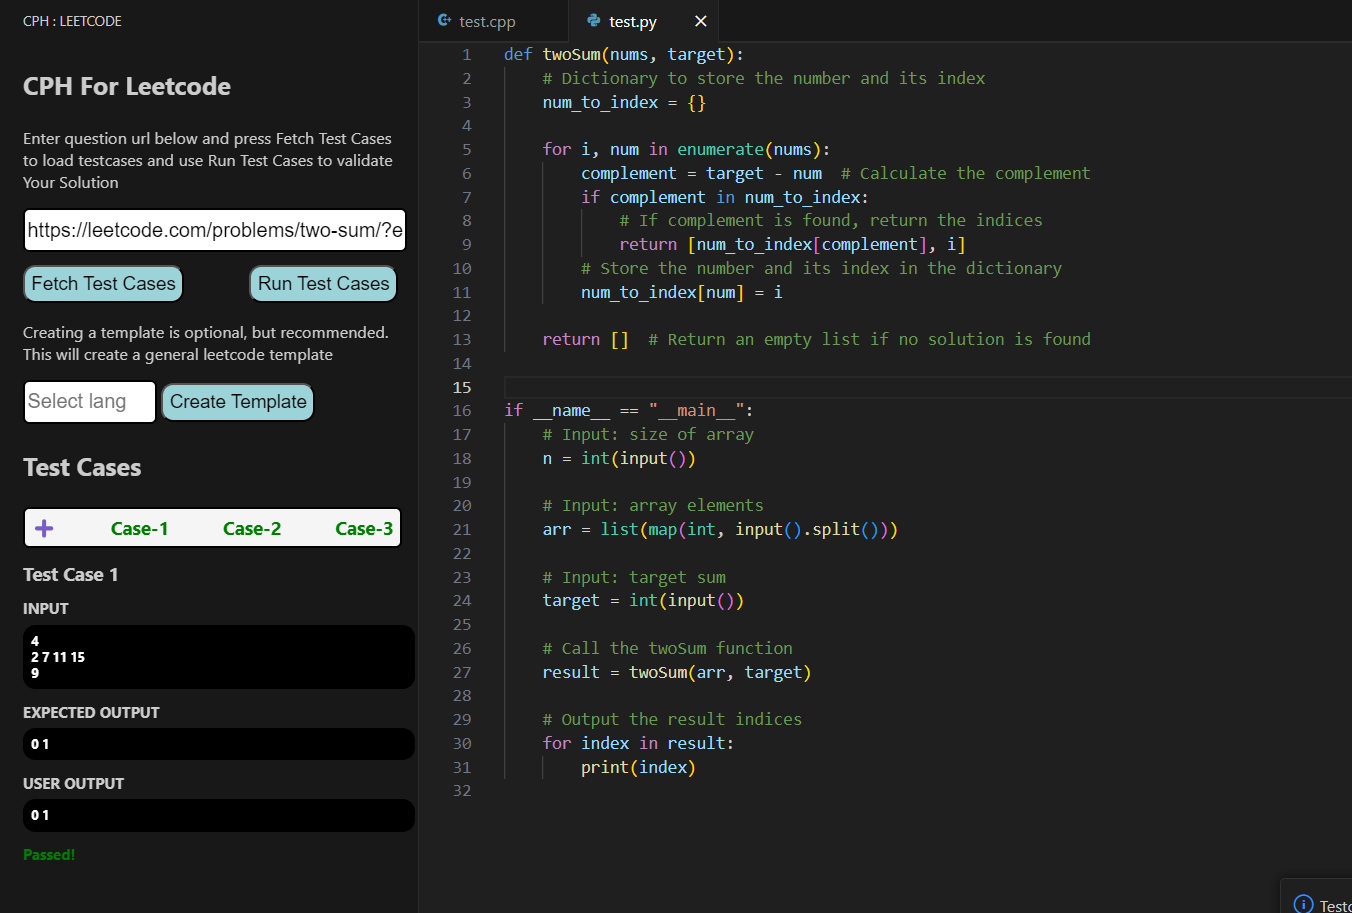 CPH : LEETCODE
CPH For Leetcode
Enter question url below and press Fetch Test Cases
to load testcases and use Run Test Cases to validate
Your Solution
https://leetcode.com/problems/two-sum/?e
Fetch Test Cases
Run Test Cases
Creating a template is optional, but recommended.
This will create a general leetcode template
Select lang
Create Template
Test Cases
+ Case-1 Case-2 Case-3
Test Case 1
INPUT
4
2 7 11 15
9
EXPECTED OUTPUT
0 1
USER OUTPUT
0 1
Passed!
test.cpp
test.py
1 def twoSum(nums, target):
2     # Dictionary to store the number and its index
3     num_to_index = {}
4
5     for i, num in enumerate(nums):
6         complement = target - num  # Calculate the complement
7         if complement in num_to_index:
8             # If complement is found, return the indices
9             return [num_to_index[complement], i]
10         # Store the number and its index in the dictionary
11         num_to_index[num] = i
12
13     return []  # Return an empty list if no solution is found
14
15
16 if __name__ == "__main__":
17     # Input: size of array
18     n = int(input())
19
20     # Input: array elements
21     arr = list(map(int, input().split()))
22
23     # Input: target sum
24     target = int(input())
25
26     # Call the twoSum function
27     result = twoSum(arr, target)
28
29     # Output the result indices
30     for index in result:
31         print(index)
32